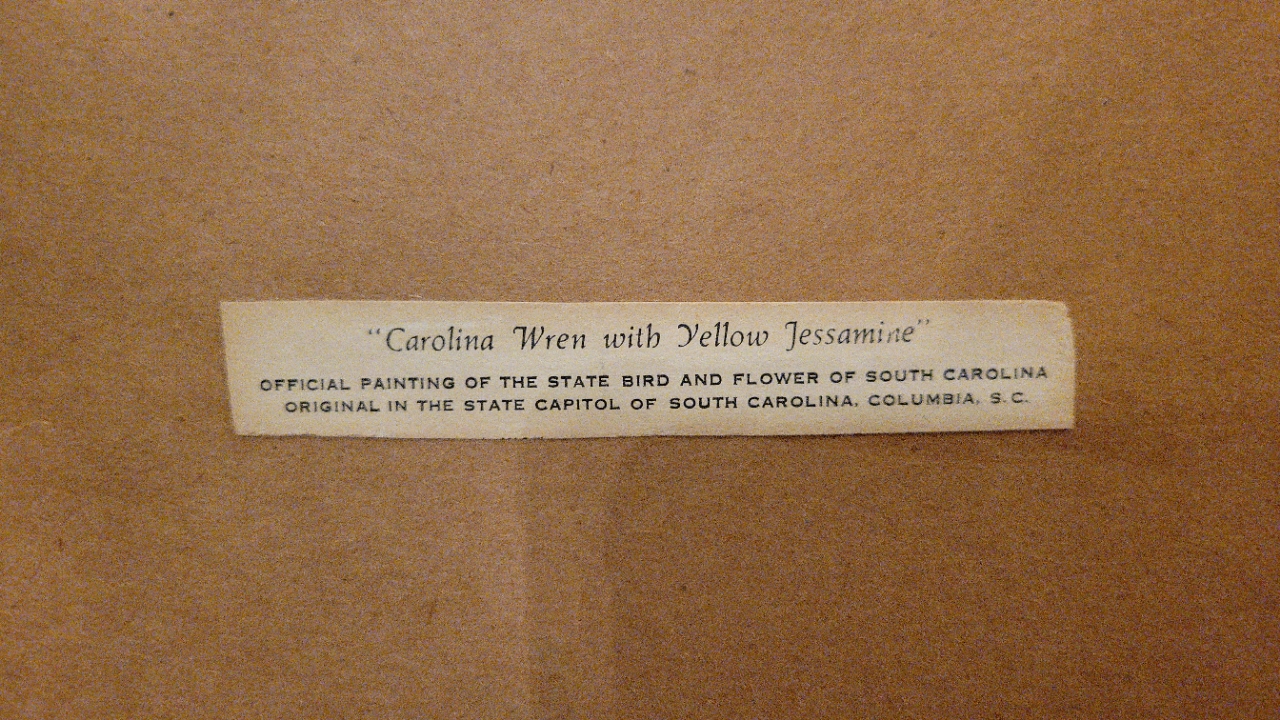 “Carolina Wren with Yellow Jessamine”
OFFICIAL PAINTING OF THE STATE BIRD AND FLOWER OF SOUTH CAROLINA
ORIGINAL IN THE STATE CAPITOL OF SOUTH CAROLINA, COLUMBIA, S. C.